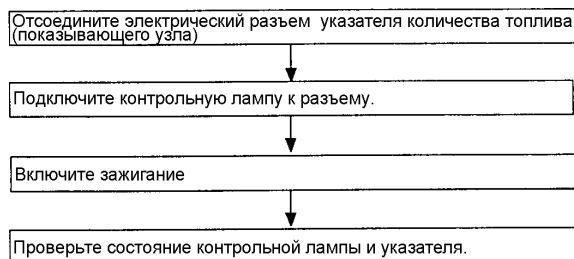 Отсоедините электрический разъем указателя количества топлива
(показывающего узла)
Подключите контрольную лампу к разъему.
Включите зажигание
Проверьте состояние контрольной лампы и указателя.